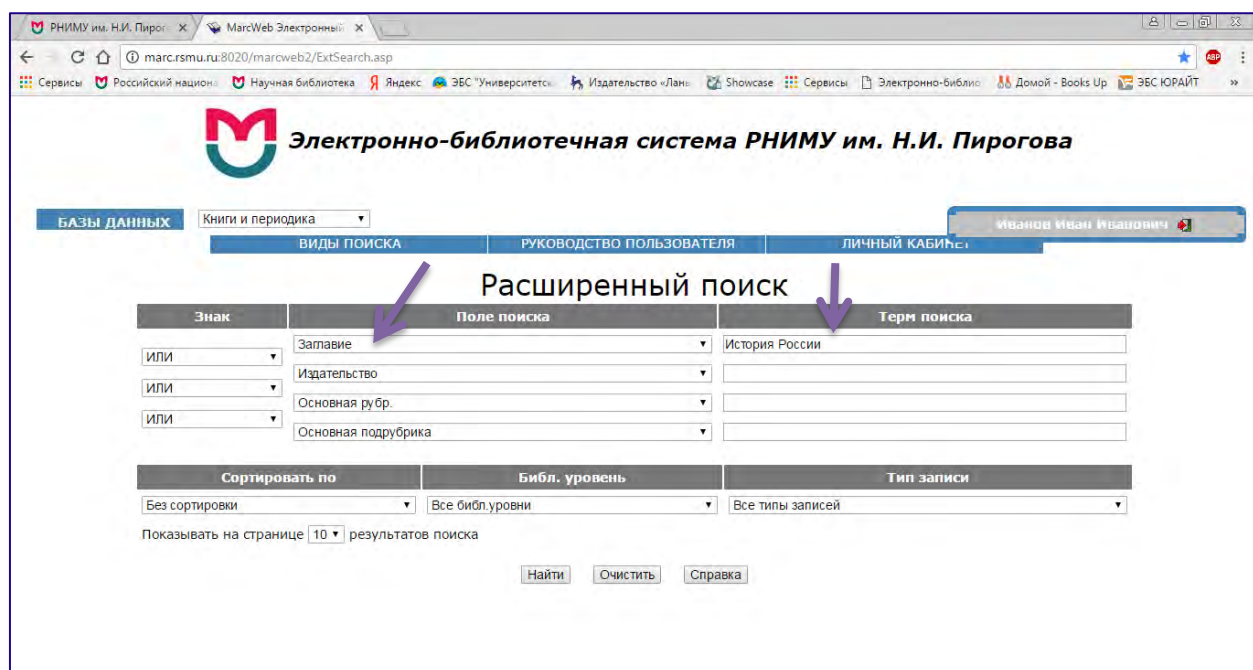 РНИМУ им. Н.И. Пирог
MarcWeb Электронный
marc.rsmu.ru:8020/marcweb2/ExtSearch.asp
ABP
Сервисы Российский национ Научная библиотека Яндекс ЭБС "Университетс Издательство «Лан Showcase Сервисы Электронно-библио Домой - Books Up ЭБС ЮРАЙТ »
Электронно-библиотечная система РНИМУ им. Н.И. Пирогова
БАЗЫ ДАННЫХ Книги и периодика
Иванов Иван Иванович
ВИДЫ ПОИСКА РУКОВОДСТВО ПОЛЬЗОВАТЕЛЯ ЛИЧНЫЙ КАБИНЕТ
Расширенный поиск
Знак Поле поиска Терм поиска
Заглавие История России
ИЛИ
Издательство
ИЛИ
Основная рубр.
ИЛИ
Основная подрубрика
Сортировать по Библ. уровень Тип записи
Без сортировки Все библ.уровни Все типы записей
Показывать на странице 10 результатов поиска
Найти Очистить Справка